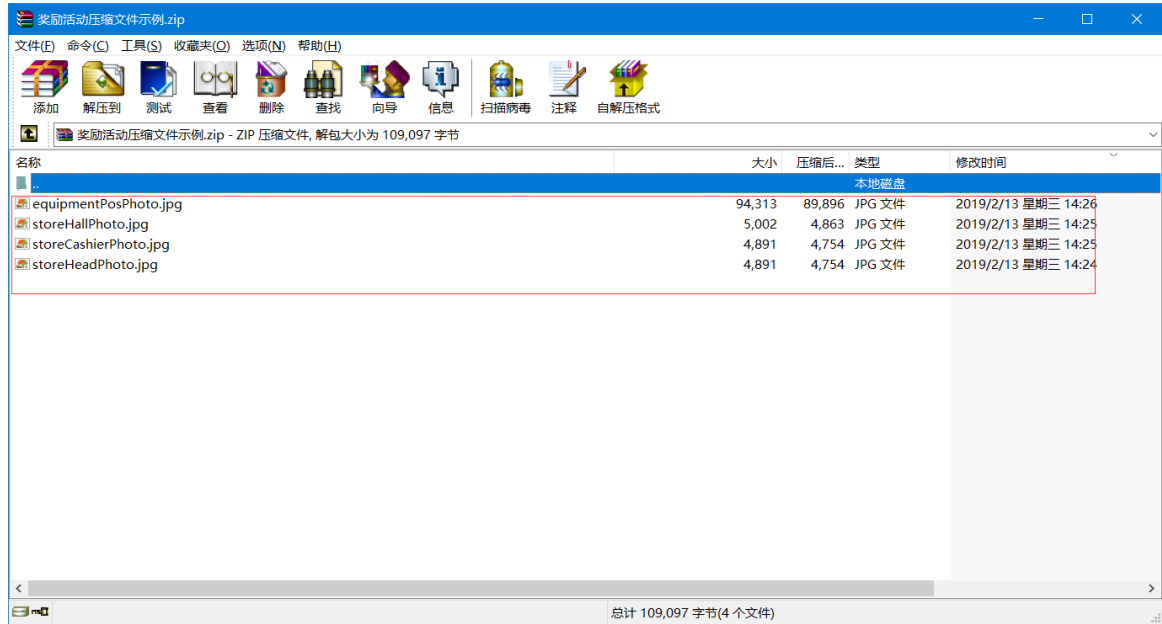 奖励活动压缩文件示例.zip
文件(F) 命令(C) 工具(S) 收藏夹(O) 选项(N) 帮助(H)
添加 解压到 测试 查看 删除 查找 向导 信息 扫描病毒 注释 自解压格式
奖励活动压缩文件示例.zip - ZIP 压缩文件, 解包大小为 109,097 字节
名称 大小 压缩后... 类型 修改时间
.. 本地磁盘
equipmentPosPhoto.jpg 94,313 89,896 JPG 文件 2019/2/13 星期三 14:26
storeHallPhoto.jpg 5,002 4,863 JPG 文件 2019/2/13 星期三 14:25
storeCashierPhoto.jpg 4,891 4,754 JPG 文件 2019/2/13 星期三 14:25
storeHeadPhoto.jpg 4,891 4,754 JPG 文件 2019/2/13 星期三 14:24
总计 109,097 字节(4 个文件)